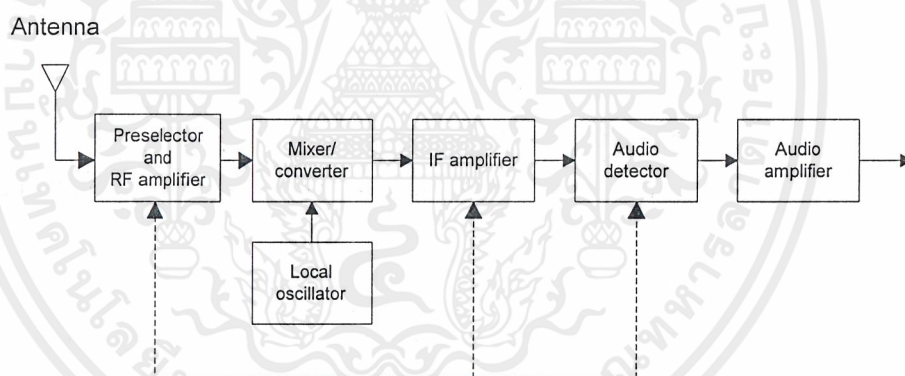 Antenna
Preselector
and
RF amplifier
Mixer/
converter
IF amplifier
Audio
detector
Audio
amplifier
Local
oscillator